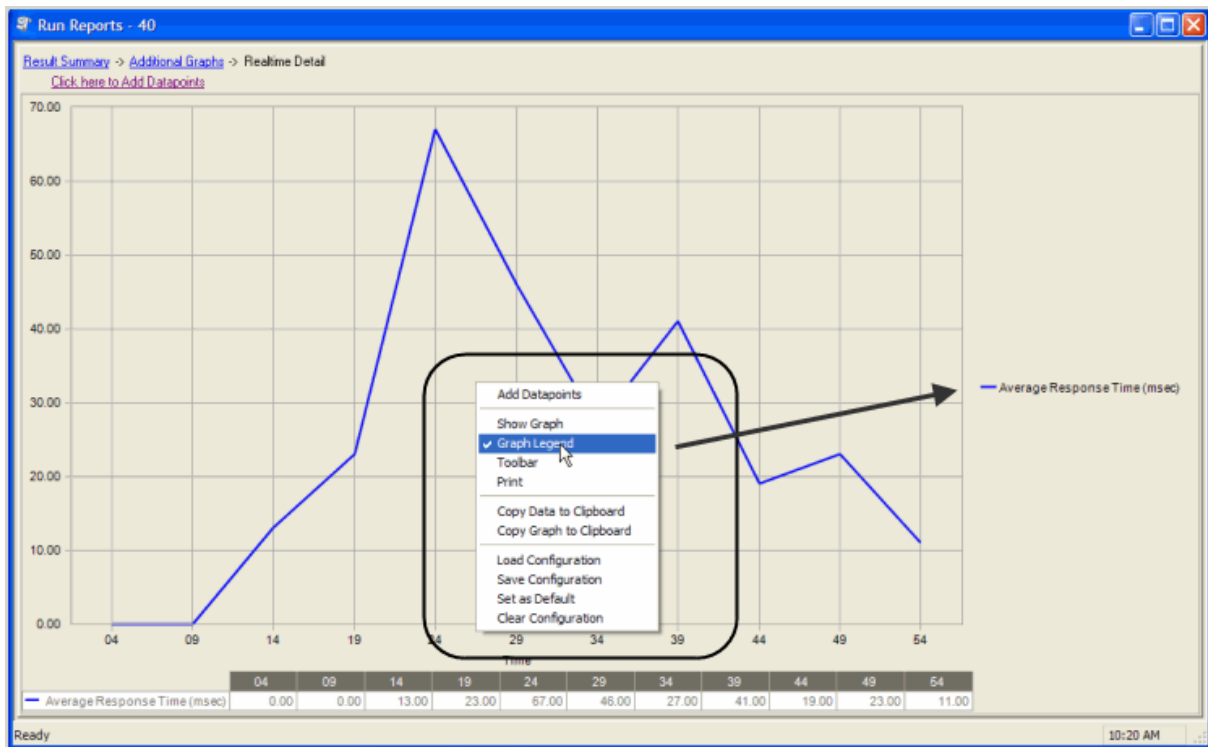 Run Reports - 40
Result Summary -> Additional Graphs -> Realtime Detail
Click here to Add Datapoints
70.00
60.00
50.00
40.00
30.00
20.00
10.00
0.00
04 09 14 19 24 29 34 39 44 49 54
Time
Average Response Time (msec)
Add Datapoints
Show Graph
Graph Legend
Toolbar
Print
Copy Data to Clipboard
Copy Graph to Clipboard
Load Configuration
Save Configuration
Set as Default
Clear Configuration
04 09 14 19 24 29 34 39 44 49 54
Average Response Time (msec) 0.00 0.00 13.00 23.00 67.00 46.00 27.00 41.00 19.00 23.00 11.00
Ready 10:20 AM